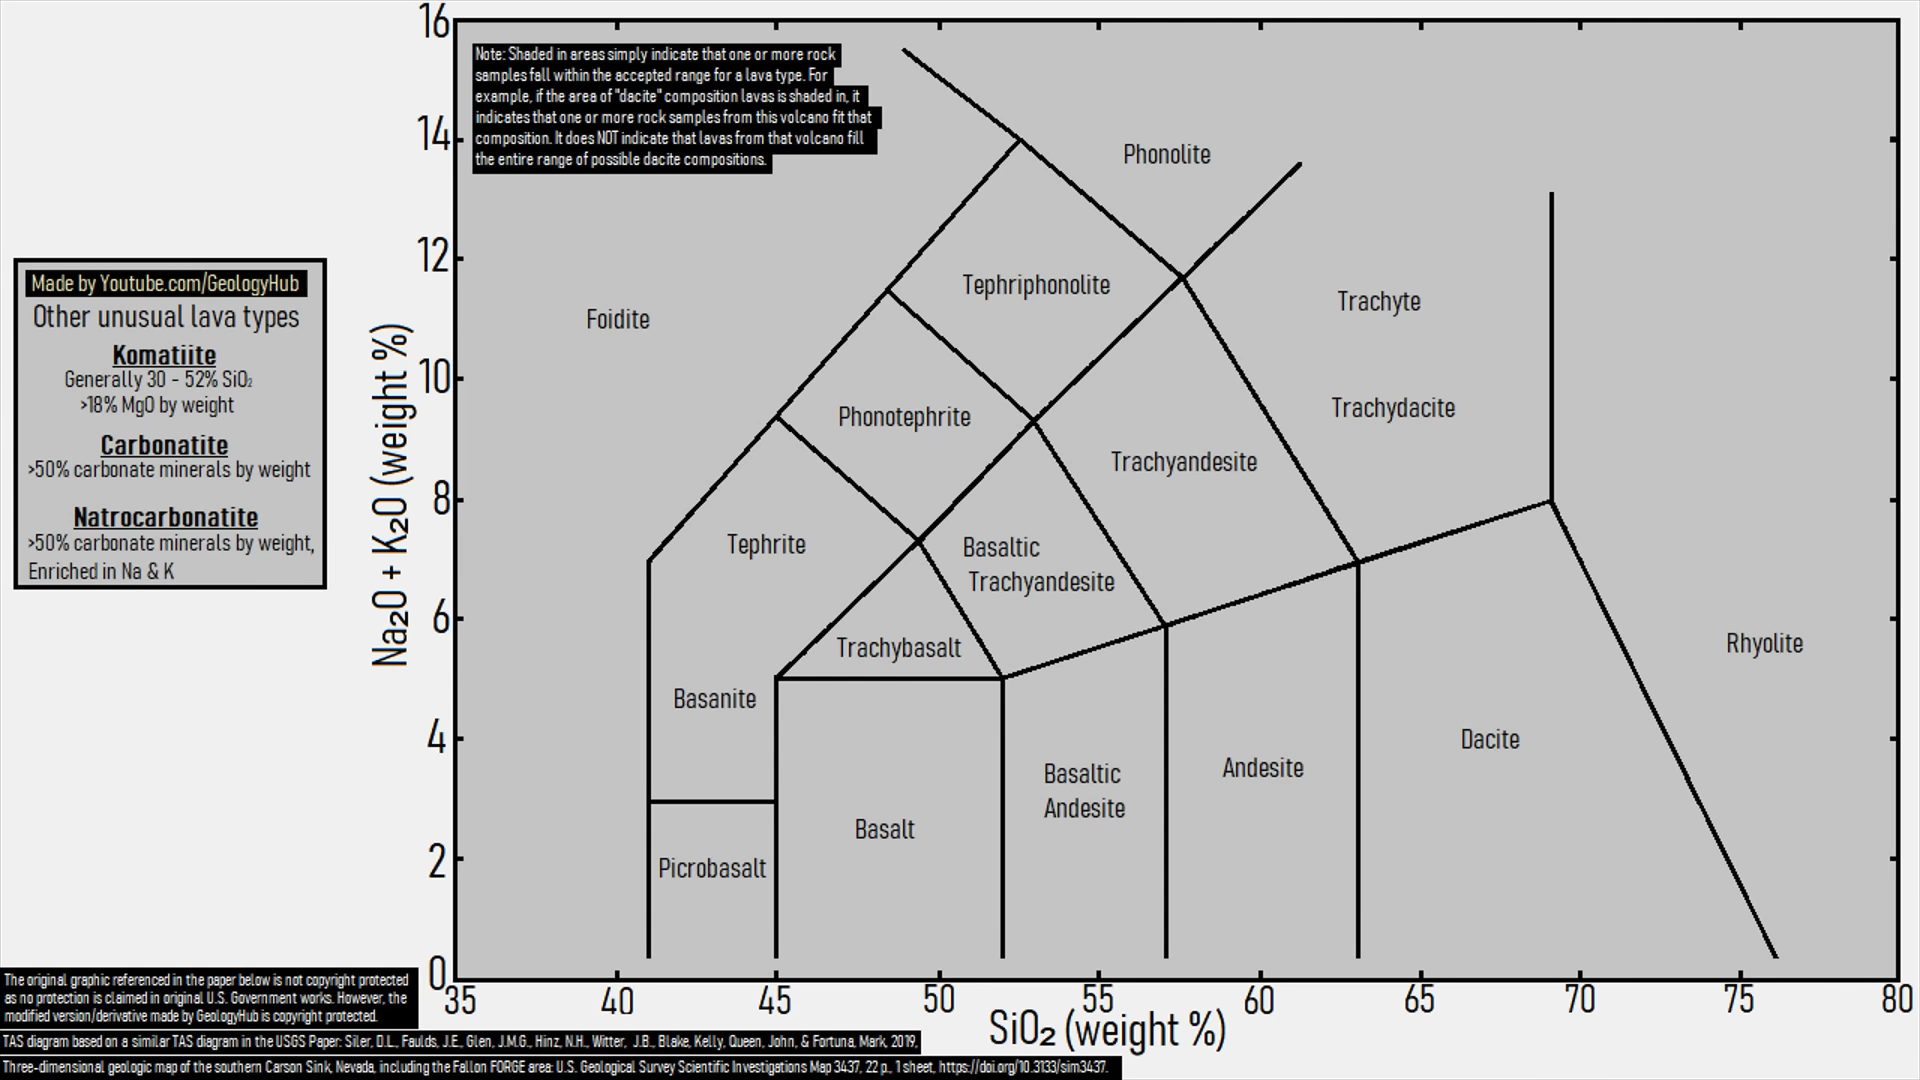 16
14
12
10
8
6
4
2
0
Na₂O + K₂O (weight %)
35
40
45
50
55
60
65
70
75
80
SiO₂ (weight %)
Note: Shaded in areas simply indicate that one or more rock
samples fall within the accepted range for a lava type. For
example, if the area of "dacite" composition lavas is shaded in, it
indicates that one or more rock samples from this volcano fit that
composition. It does NOT indicate that lavas from that volcano fill
the entire range of possible dacite compositions.
Phonolite
Tephriphonolite
Foidite
Trachyte
Trachydacite
Phonotephrite
Trachyandesite
Tephrite
Basaltic
Trachyandesite
Trachybasalt
Rhyolite
Basanite
Dacite
Andesite
Basaltic
Andesite
Basalt
Picrobasalt
Made by Youtube.com/GeologyHub
Other unusual lava types
Komatiite
Generally 30 - 52% SiO₂
>18% MgO by weight
Carbonatite
>50% carbonate minerals by weight
Natrocarbonatite
>50% carbonate minerals by weight,
Enriched in Na & K
The original graphic referenced in the paper below is not copyright protected
as no protection is claimed in original U.S. Government works. However, the
modified version/derivative made by GeologyHub is copyright protected.
TAS diagram based on a similar TAS diagram in the USGS Paper: Siler, D.L., Faulds, J.E., Glen, J.M.G., Hinz, N.H., Witter, J.B., Blake, Kelly, Queen, John, & Fortuna, Mark, 2019,
Three-dimensional geologic map of the southern Carson Sink, Nevada, including the Fallon FORGE area: U.S. Geological Survey Scientific Investigations Map 3437, 22 p., 1 sheet, https://doi.org/10.3133/sim3437.